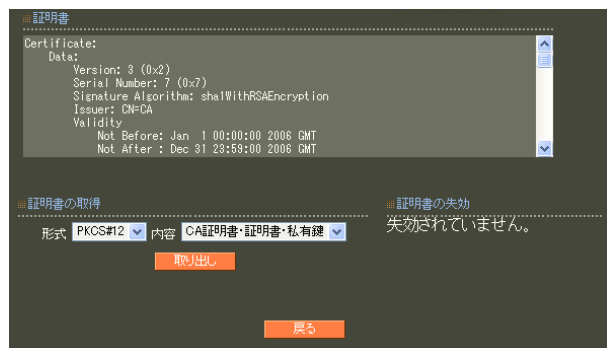 証明書
Certificate:
Data:
Version: 3 (0x2)
Serial Number: 7 (0x7)
Signature Algorithm: sha1WithRSAEncryption
Issuer: CN=CA
Validity
Not Before: Jan  1 00:00:00 2006 GMT
Not After : Dec 31 23:59:00 2006 GMT
証明書の取得
形式 PKCS#12 内容 CA証明書・証明書・私有鍵
取り出し
証明書の失効
失効されていません。
戻る